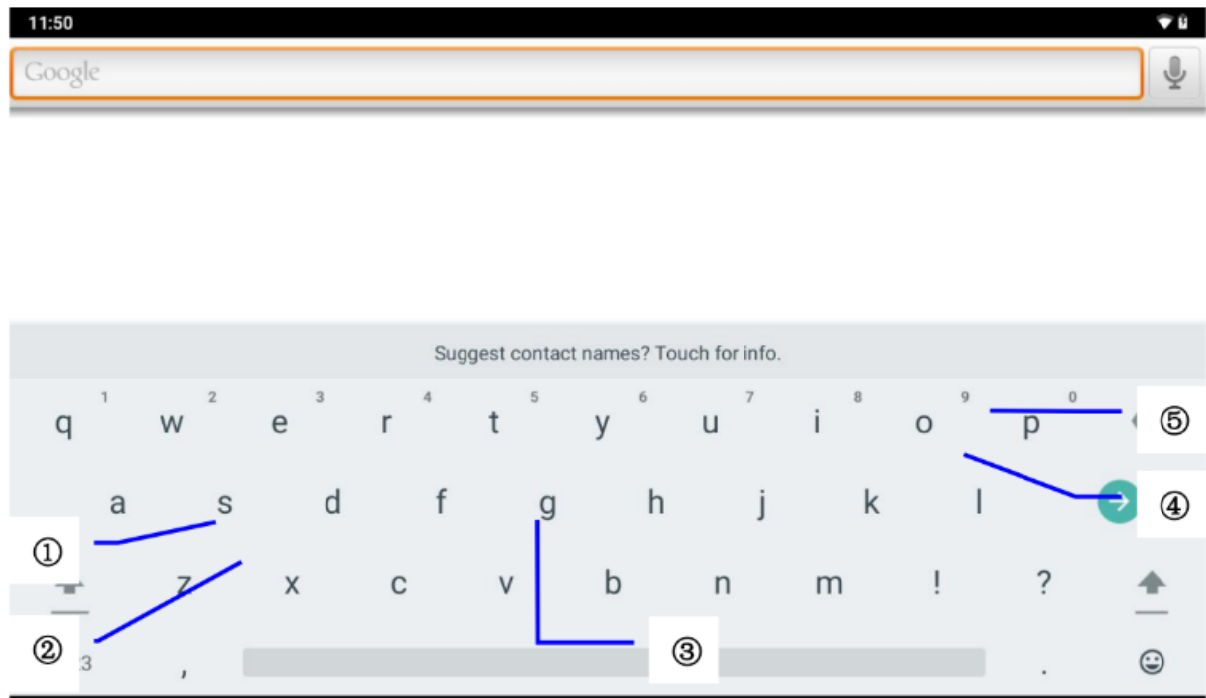 11:50
Google
Suggest contact names? Touch for info.
q 1 w 2 e 3 r 4 t 5 y 6 u 7 i 8 o 9 p 0 ⑤
a s d f g h j k l ④
①
z x c v b n m ! ?
② 3 , ③ .